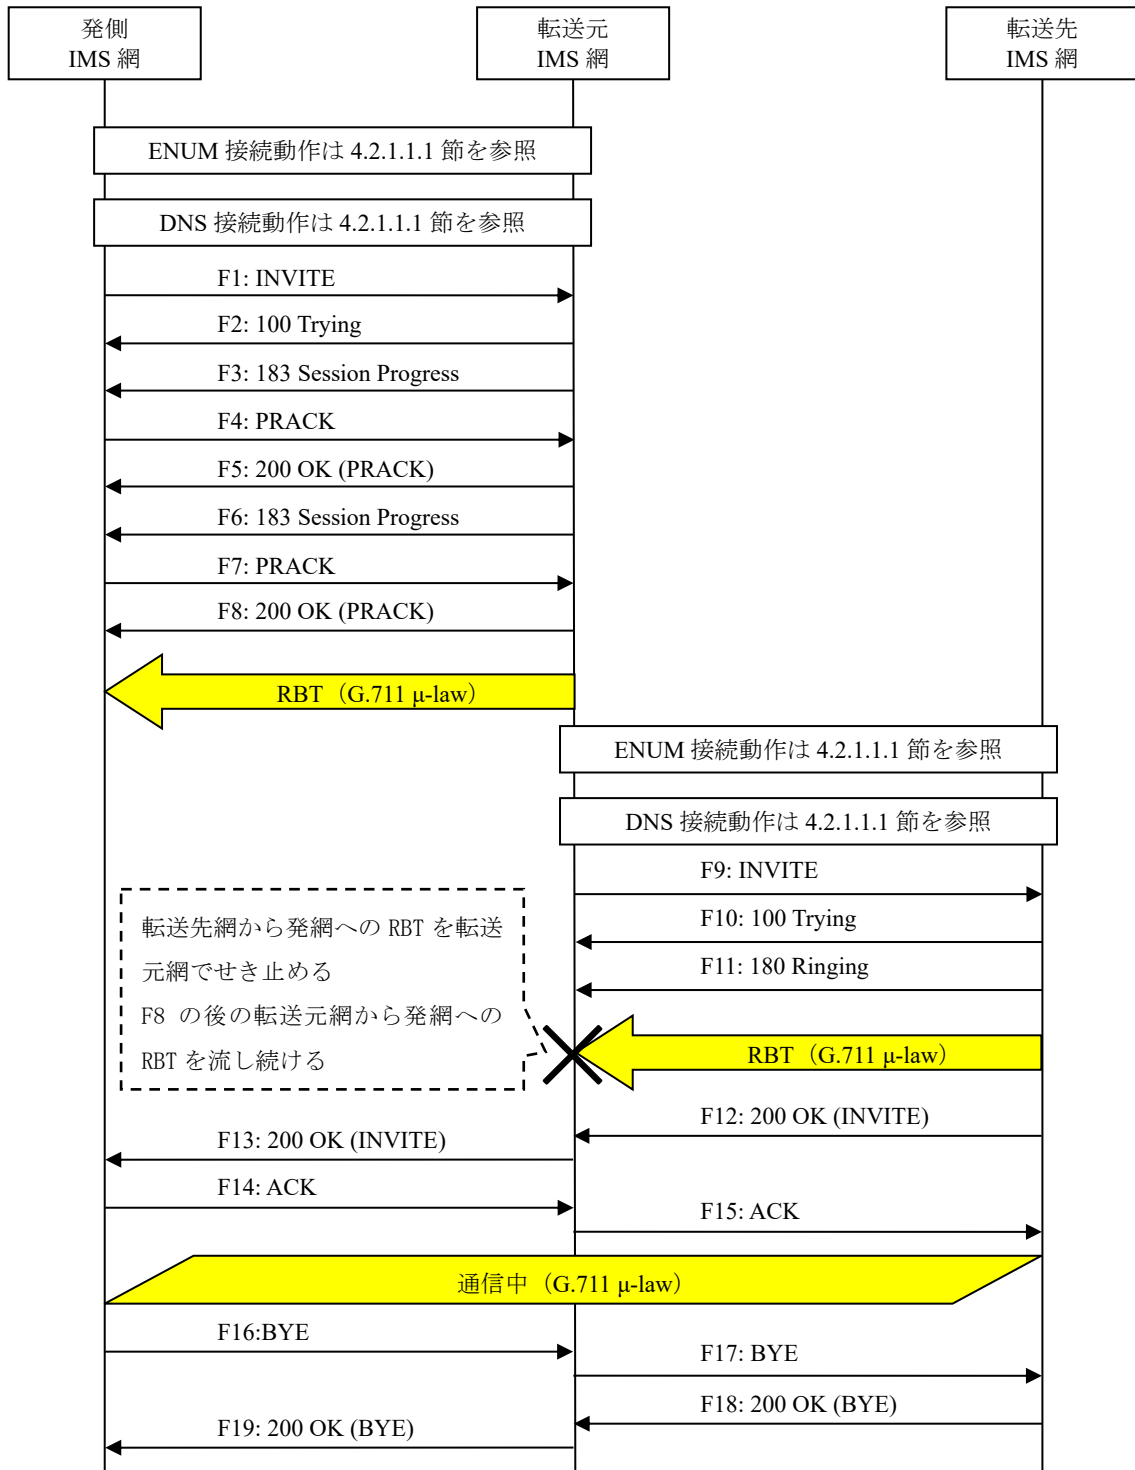 発側
IMS 網
転送元
IMS 網
転送先
IMS 網
ENUM 接続動作は 4.2.1.1.1 節を参照
DNS 接続動作は 4.2.1.1.1 節を参照
F1: INVITE
F2: 100 Trying
F3: 183 Session Progress
F4: PRACK
F5: 200 OK (PRACK)
F6: 183 Session Progress
F7: PRACK
F8: 200 OK (PRACK)
RBT（G.711 μ-law）
ENUM 接続動作は 4.2.1.1.1 節を参照
DNS 接続動作は 4.2.1.1.1 節を参照
F9: INVITE
F10: 100 Trying
F11: 180 Ringing
転送先網から発網への RBT を転送
元網でせき止める
F8 の後の転送元網から発網への
RBT を流し続ける
RBT（G.711 μ-law）
F12: 200 OK (INVITE)
F13: 200 OK (INVITE)
F14: ACK
F15: ACK
通信中（G.711 μ-law）
F16:BYE
F17: BYE
F18: 200 OK (BYE)
F19: 200 OK (BYE)